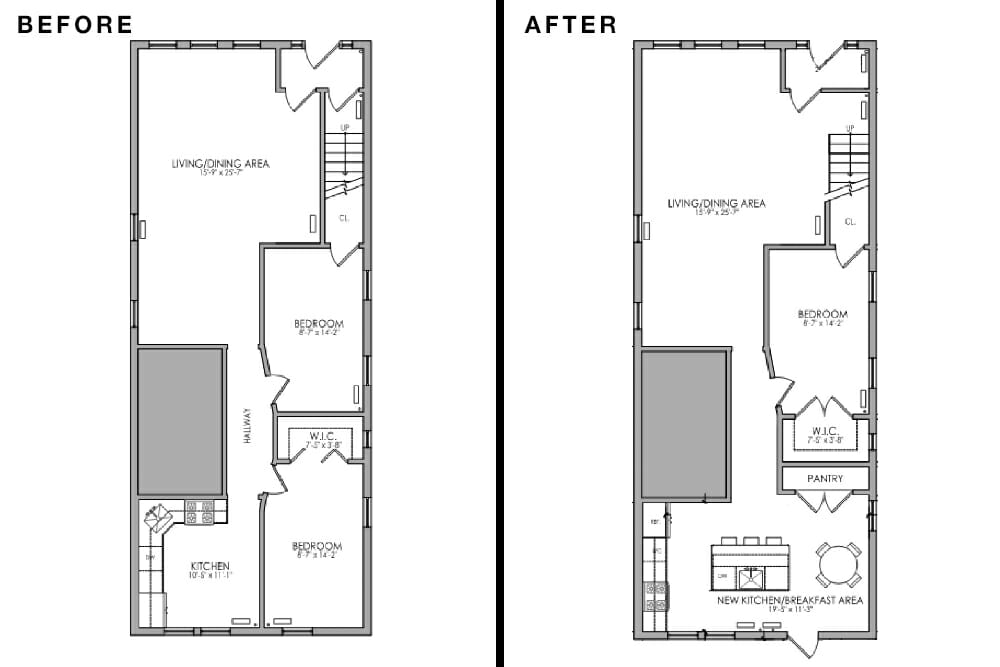 BEFORE
UP
LIVING/DINING AREA
15'-9" x 25'-7"
CL.
BEDROOM
8'-7" x 14'-2"
HALLWAY
W.I.C.
7'-5" x 3'-8"
DW
KITCHEN
10'-5" x 11'-1"
BEDROOM
8'-7" x 14'-2"
AFTER
UP
LIVING/DINING AREA
15'-9" x 25'-7"
CL.
BEDROOM
8'-7" x 14'-2"
W.I.C.
7'-5" x 3'-8"
PANTRY
DW
NEW KITCHEN/BREAKFAST AREA
19'-5" x 11'-3"